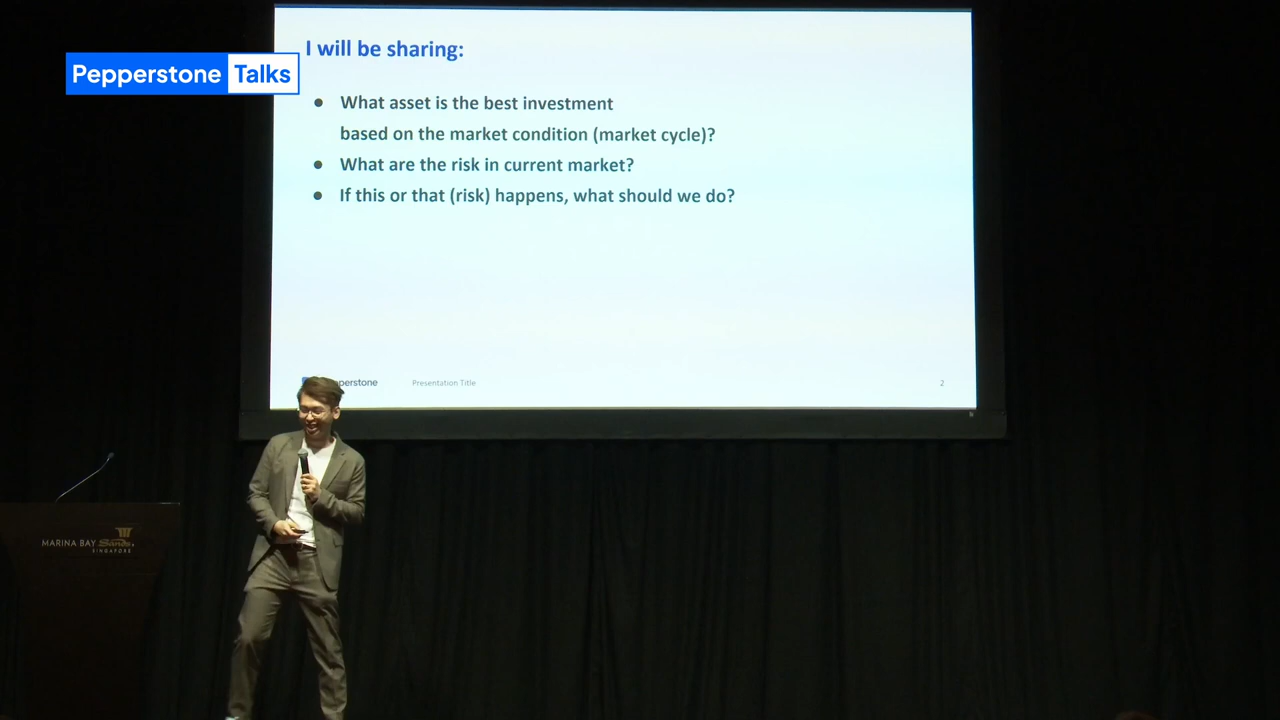 Pepperstone Talks
I will be sharing:
● What asset is the best investment
based on the market condition (market cycle)?
● What are the risk in current market?
● If this or that (risk) happens, what should we do?
Presentation Title
2
MARINA BAY Sands.
SINGAPORE